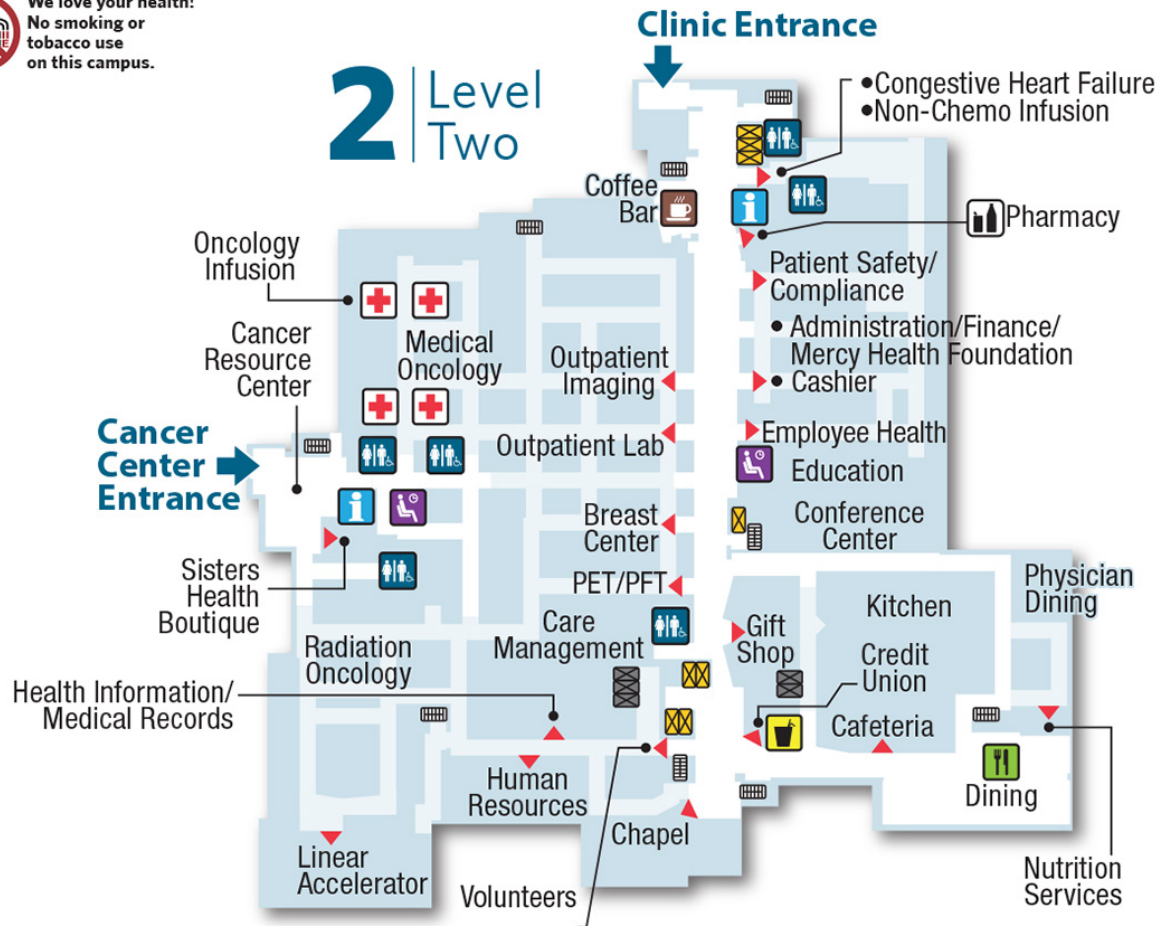 We love your health!
No smoking or
tobacco use
on this campus.
Clinic Entrance
2
Level
Two
•Congestive Heart Failure
•Non-Chemo Infusion
Coffee
Bar
i
Pharmacy
Oncology
Infusion
Patient Safety/
Compliance
Cancer
Resource
Center
Medical
Oncology
Outpatient
Imaging
• Administration/Finance/
Mercy Health Foundation
• Cashier
Cancer
Center
Entrance
Outpatient Lab
Employee Health
Education
i
Breast
Center
Conference
Center
Sisters
Health
Boutique
PET/PFT
Physician
Dining
Kitchen
Care
Management
Gift
Shop
Radiation
Oncology
Credit
Union
Health Information/
Medical Records
Cafeteria
Human
Resources
Dining
Chapel
Linear
Accelerator
Volunteers
Nutrition
Services